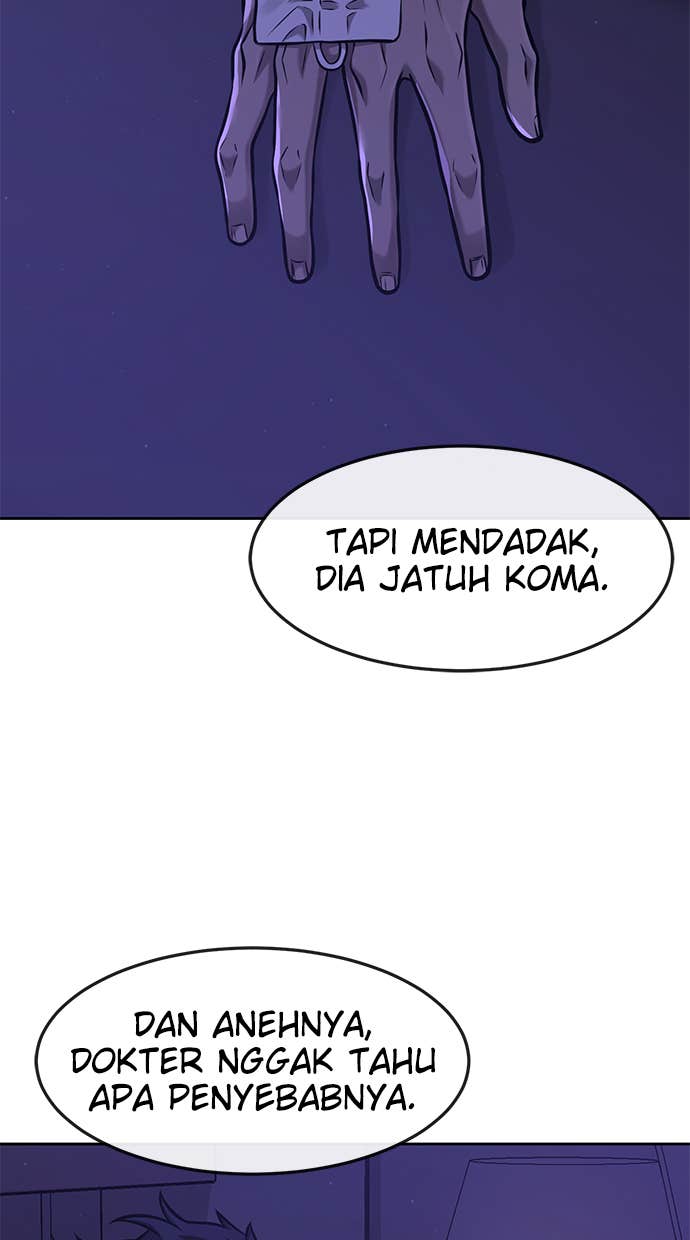 TAPI MENDADAK,
DIA JATUH KOMA.
DAN ANEHNYA,
DOKTER NGGAK TAHU
APA PENYEBABNYA.